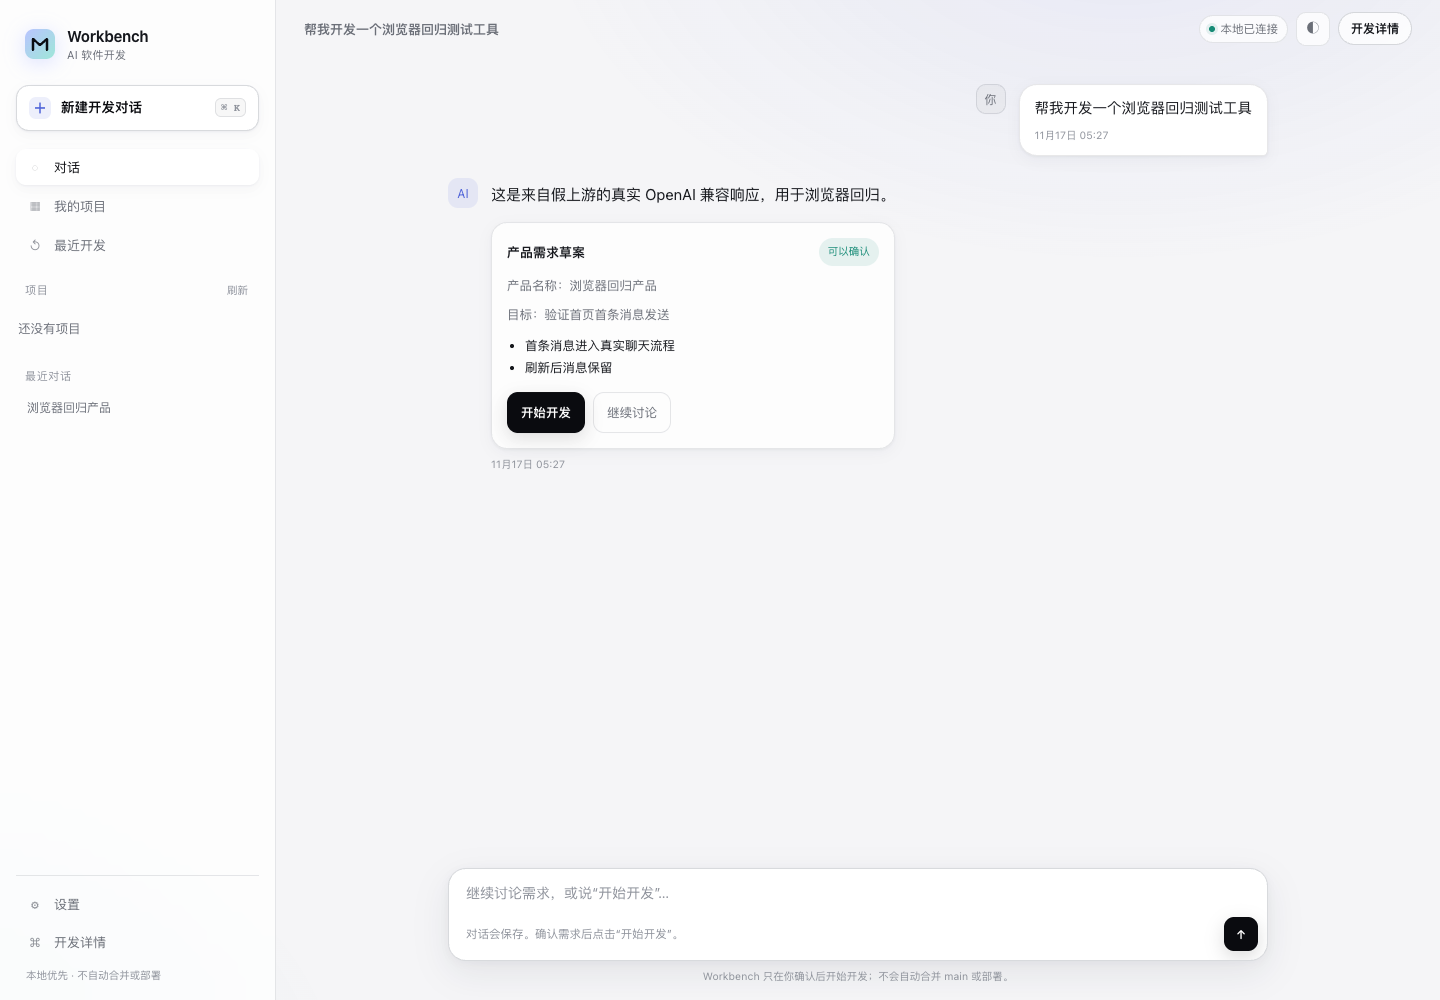 Workbench
AI 软件开发
新建开发对话
⌘ K
对话
我的项目
最近开发
项目
刷新
还没有项目
最近对话
浏览器回归产品
设置
开发详情
本地优先 · 不自动合并或部署
帮我开发一个浏览器回归测试工具
本地已连接
开发详情
你
帮我开发一个浏览器回归测试工具
11月17日 05:27
AI
这是来自假上游的真实 OpenAI 兼容响应，用于浏览器回归。
产品需求草案
可以确认
产品名称：浏览器回归产品
目标：验证首页首条消息发送
首条消息进入真实聊天流程
刷新后消息保留
开始开发
继续讨论
11月17日 05:27
继续讨论需求，或说“开始开发”…
对话会保存。确认需求后点击“开始开发”。
Workbench 只在你确认后开始开发；不会自动合并 main 或部署。